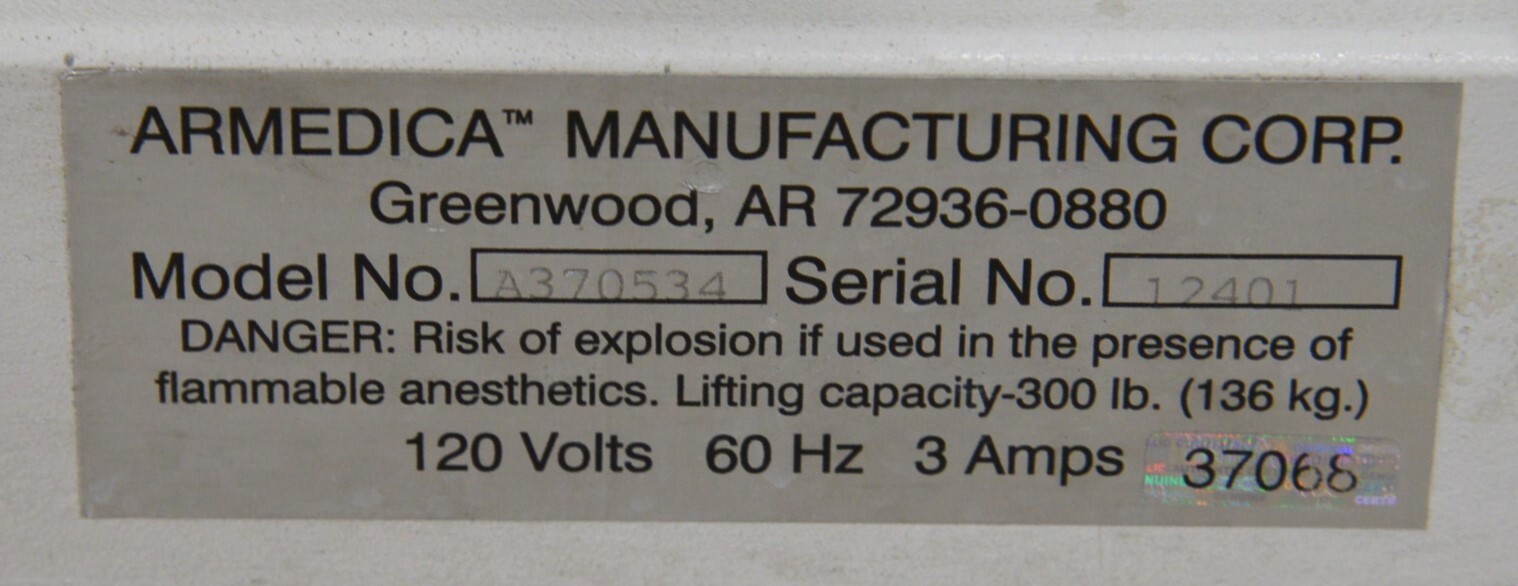 ARMEDICA™ MANUFACTURING CORP.
Greenwood, AR 72936-0880
Model No. A370534 Serial No. 12401
DANGER: Risk of explosion if used in the presence of
flammable anesthetics. Lifting capacity-300 lb. (136 kg.)
120 Volts 60 Hz 3 Amps 37068